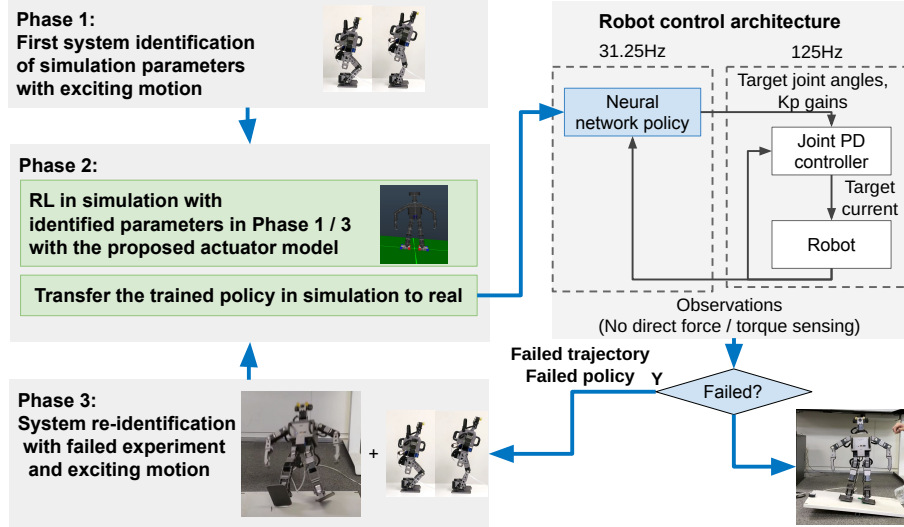 Phase 1:
First system identification
of simulation parameters
with exciting motion
Phase 2:
RL in simulation with
identified parameters in Phase 1 / 3
with the proposed actuator model
Transfer the trained policy in simulation to real
Phase 3:
System re-identification
with failed experiment
and exciting motion
+
Robot control architecture
31.25Hz
125Hz
Neural
network policy
Target joint angles,
Kp gains
Joint PD
controller
Target
current
Robot
Observations
(No direct force / torque sensing)
Failed trajectory
Failed policy
Y
Failed?